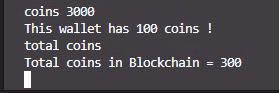 coins 3000
This wallet has 100 coins !
total coins
Total coins in Blockchain = 300